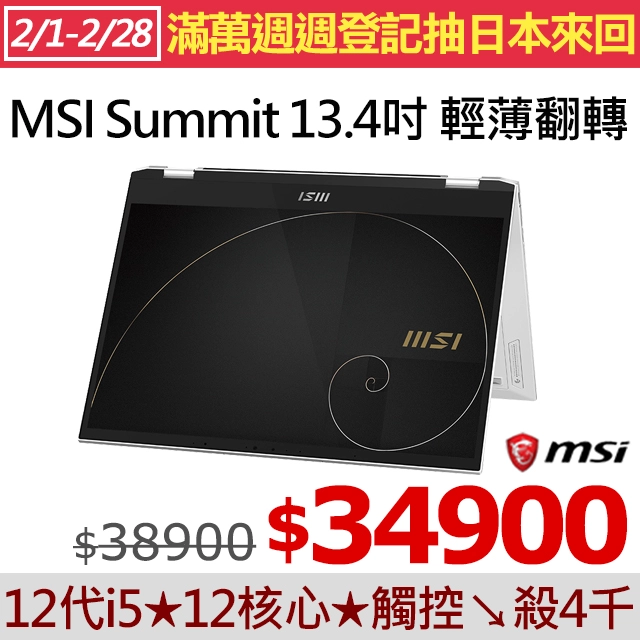 2/1-2/28 滿萬週週登記抽日本來回
MSI Summit 13.4吋 輕薄翻轉
msi
msi
msi
$38900 $34900
12代i5★12核心★觸控↘殺4千